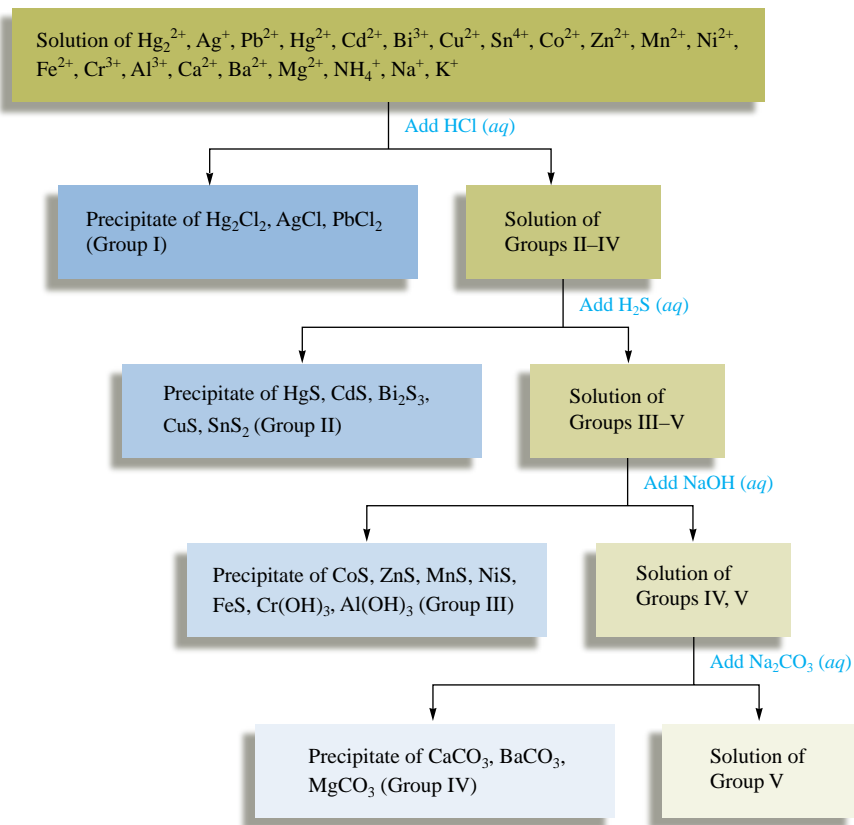 Solution of Hg₂²⁺, Ag⁺, Pb²⁺, Hg²⁺, Cd²⁺, Bi³⁺, Cu²⁺, Sn⁴⁺, Co²⁺, Zn²⁺, Mn²⁺, Ni²⁺,
Fe²⁺, Cr³⁺, Al³⁺, Ca²⁺, Ba²⁺, Mg²⁺, NH₄⁺, Na⁺, K⁺
Add HCl (aq)
Precipitate of Hg₂Cl₂, AgCl, PbCl₂
(Group I)
Solution of
Groups II–IV
Add H₂S (aq)
Precipitate of HgS, CdS, Bi₂S₃,
CuS, SnS₂ (Group II)
Solution of
Groups III–V
Add NaOH (aq)
Precipitate of CoS, ZnS, MnS, NiS,
FeS, Cr(OH)₃, Al(OH)₃ (Group III)
Solution of
Groups IV, V
Add Na₂CO₃ (aq)
Precipitate of CaCO₃, BaCO₃,
MgCO₃ (Group IV)
Solution of
Group V